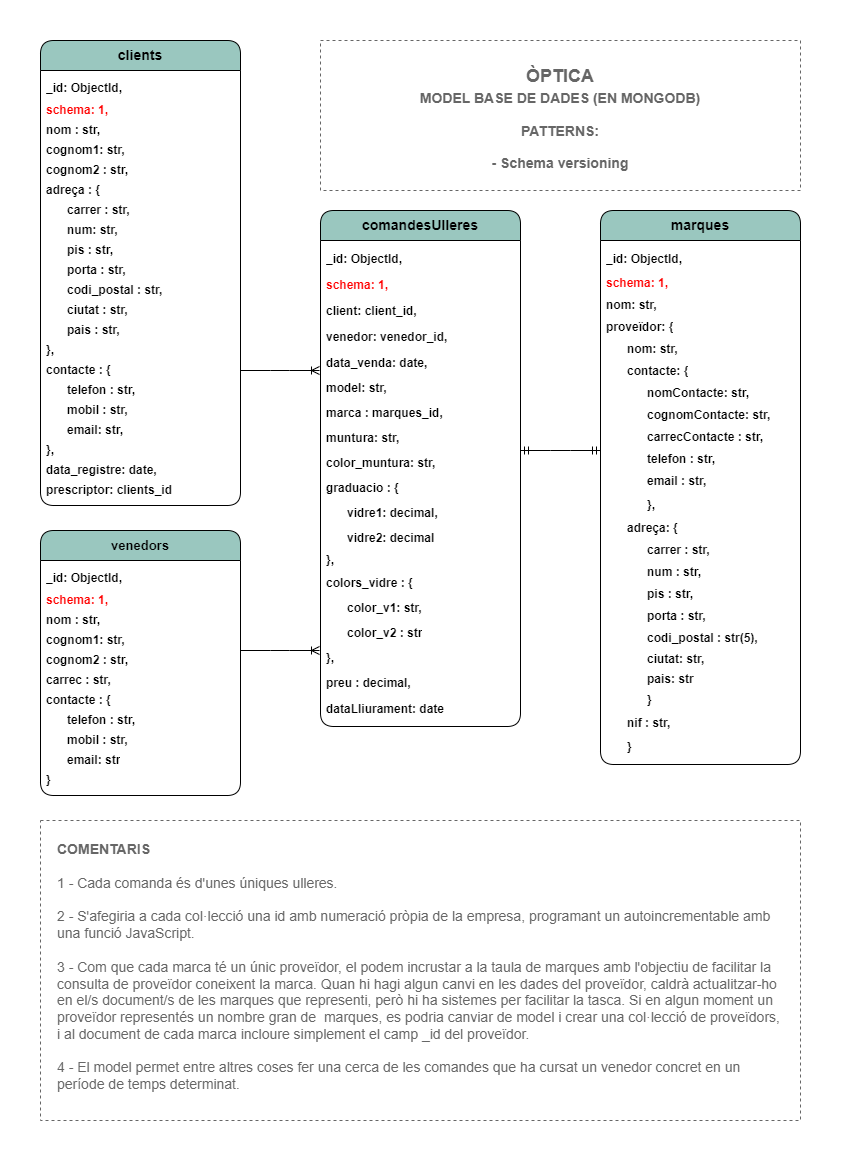 clients
_id: ObjectId,
schema: 1,
nom : str,
cognom1: str,
cognom2 : str,
adreça : {
carrer : str,
num: str,
pis : str,
porta : str,
codi_postal : str,
ciutat : str,
pais : str,
},
contacte : {
telefon : str,
mobil : str,
email: str,
},
data_registre: date,
prescriptor: clients_id
ÒPTICA
MODEL BASE DE DADES (EN MONGODB)
PATTERNS:
- Schema versioning
venedors
_id: ObjectId,
schema: 1,
nom : str,
cognom1: str,
cognom2 : str,
carrec : str,
contacte : {
telefon : str,
mobil : str,
email: str
}
comandesUlleres
_id: ObjectId,
schema: 1,
client: client_id,
venedor: venedor_id,
data_venda: date,
model: str,
marca : marques_id,
muntura: str,
color_muntura: str,
graduacio : {
vidre1: decimal,
vidre2: decimal
},
colors_vidre : {
color_v1: str,
color_v2 : str
},
preu : decimal,
dataLliurament: date
marques
_id: ObjectId,
schema: 1,
nom: str,
proveïdor: {
nom: str,
contacte: {
nomContacte: str,
cognomContacte: str,
carrecContacte : str,
telefon : str,
email : str,
},
adreça: {
carrer : str,
num : str,
pis : str,
porta : str,
codi_postal : str(5),
ciutat: str,
pais: str
}
nif : str,
}
COMENTARIS
1 - Cada comanda és d'unes úniques ulleres.
2 - S'afegiria a cada col·lecció una id amb numeració pròpia de la empresa, programant un autoincrementable amb
una funció JavaScript.
3 - Com que cada marca té un únic proveïdor, el podem incrustar a la taula de marques amb l'objectiu de facilitar la
consulta de proveïdor coneixent la marca. Quan hi hagi algun canvi en les dades del proveïdor, caldrà actualitzar-ho
en el/s document/s de les marques que representi, però hi ha sistemes per facilitar la tasca. Si en algun moment un
proveïdor representés un nombre gran de  marques, es podria canviar de model i crear una col·lecció de proveïdors,
i al document de cada marca incloure simplement el camp _id del proveïdor.
4 - El model permet entre altres coses fer una cerca de les comandes que ha cursat un venedor concret en un
període de temps determinat.